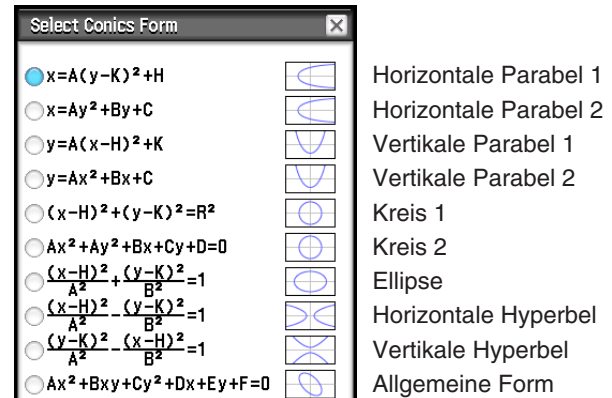 Select Conics Form
x=A(y-K)²+H Horizontale Parabel 1
x=Ay²+By+C Horizontale Parabel 2
y=A(x-H)²+K Vertikale Parabel 1
y=Ax²+Bx+C Vertikale Parabel 2
(x-H)²+(y-K)²=R² Kreis 1
Ax²+Ay²+Bx+Cy+D=0 Kreis 2
(x-H)²/A²+(y-K)²/B²=1 Ellipse
(x-H)²/A²-(y-K)²/B²=1 Horizontale Hyperbel
(y-K)²/A²-(x-H)²/B²=1 Vertikale Hyperbel
Ax²+Bxy+Cy²+Dx+Ey+F=0 Allgemeine Form